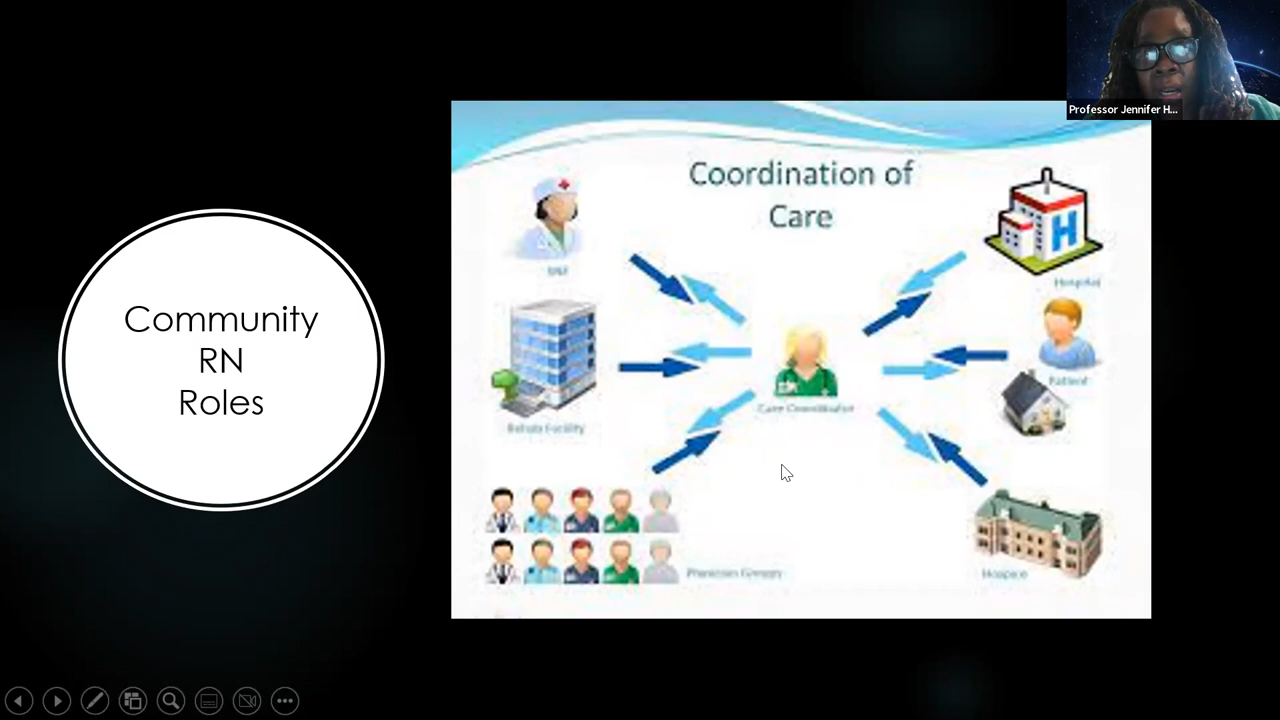 Professor Jennifer H...
Community
RN
Roles
Coordination of
Care
SNF
Hospital
Patient
Care Coordinator
Rehab Facility
Physician Groups
Hospice
H